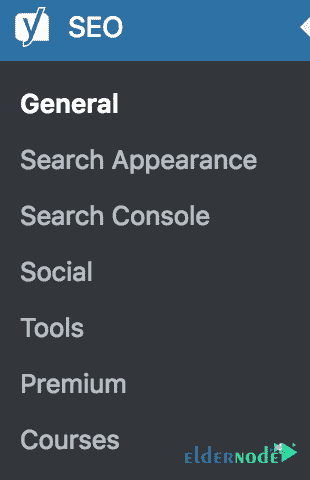 SEO
General
Search Appearance
Search Console
Social
Tools
Premium
Courses
elderNODE